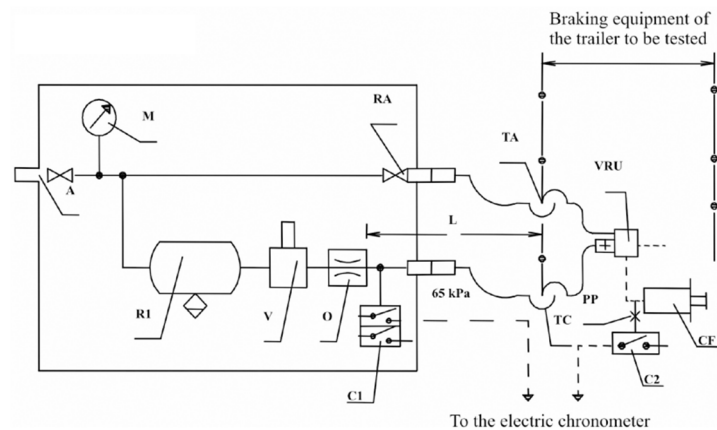 Braking equipment of
the trailer to be tested
M
RA
TA
VRU
A
L
R1
V
O
65 kPa
PP
TC
CF
C1
C2
To the electric chronometer